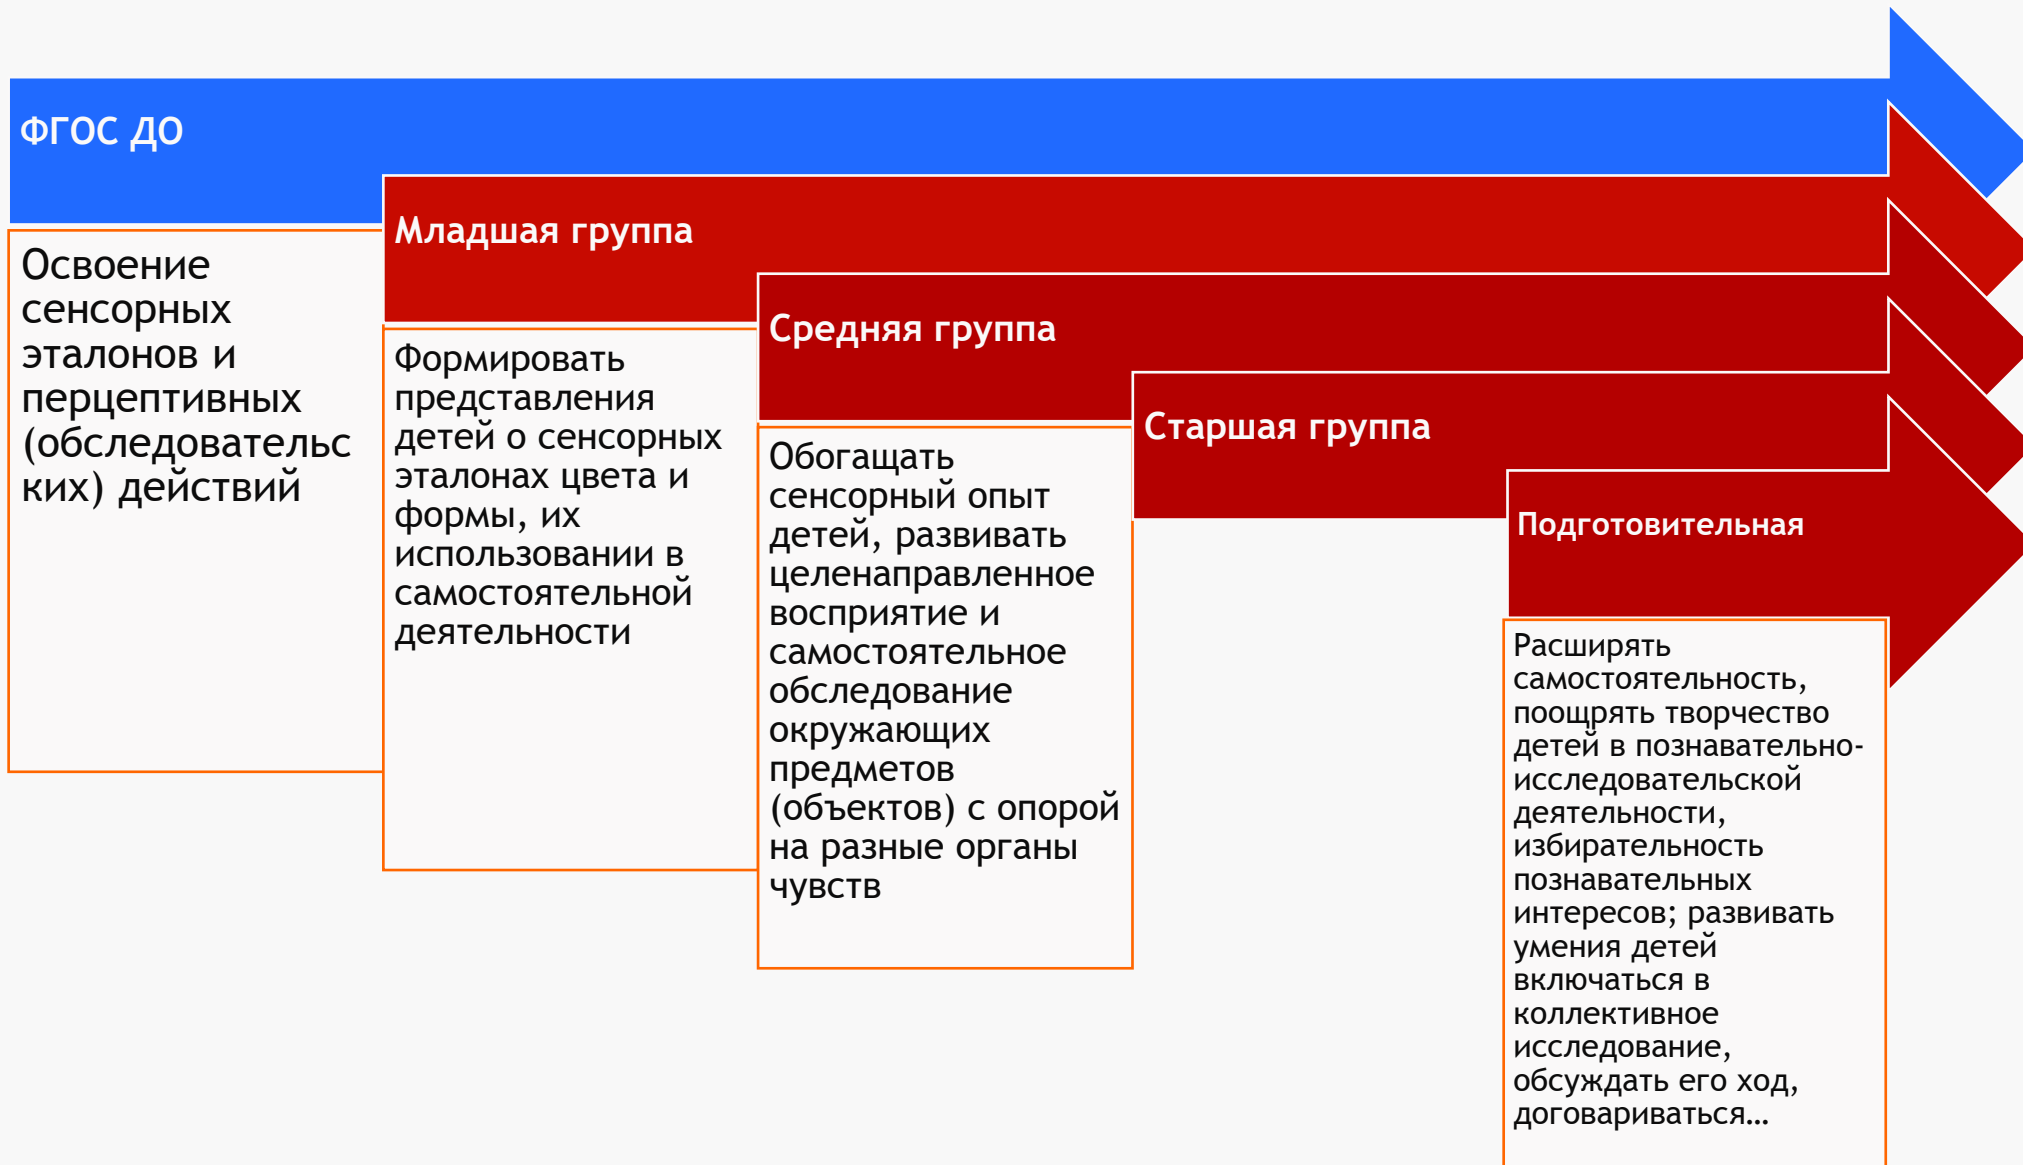 ФГОС ДО
Освоение
сенсорных
эталонов и
перцептивных
(обследовательс
ких) действий
Младшая группа
Формировать
представления
детей о сенсорных
эталонах цвета и
формы, их
использовании в
самостоятельной
деятельности
Средняя группа
Обогащать
сенсорный опыт
детей, развивать
целенаправленное
восприятие и
самостоятельное
обследование
окружающих
предметов
(объектов) с опорой
на разные органы
чувств
Старшая группа
Подготовительная
Расширять
самостоятельность,
поощрять творчество
детей в познавательно-
исследовательской
деятельности,
избирательность
познавательных
интересов; развивать
умения детей
включаться в
коллективное
исследование,
обсуждать его ход,
договариваться…